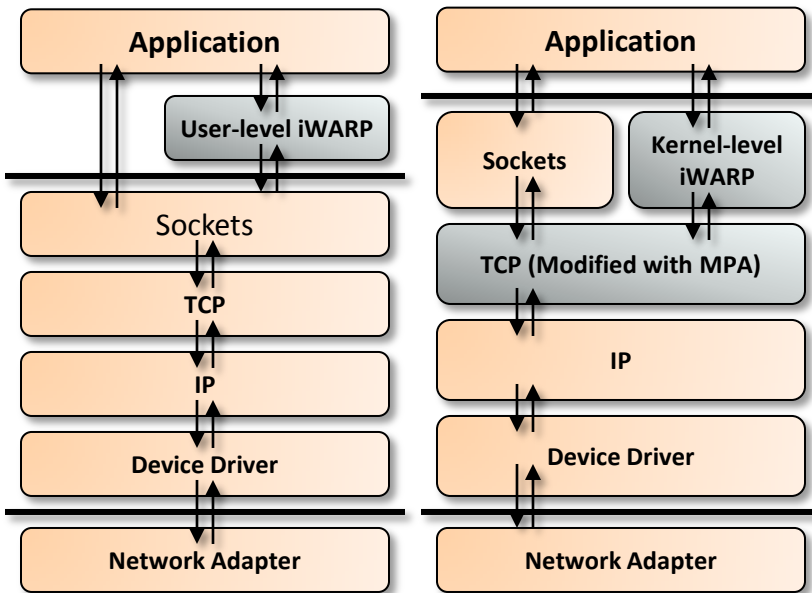 Application
User-level iWARP
Sockets
TCP
IP
Device Driver
Network Adapter
Application
Sockets
Kernel-level
iWARP
TCP (Modified with MPA)
IP
Device Driver
Network Adapter